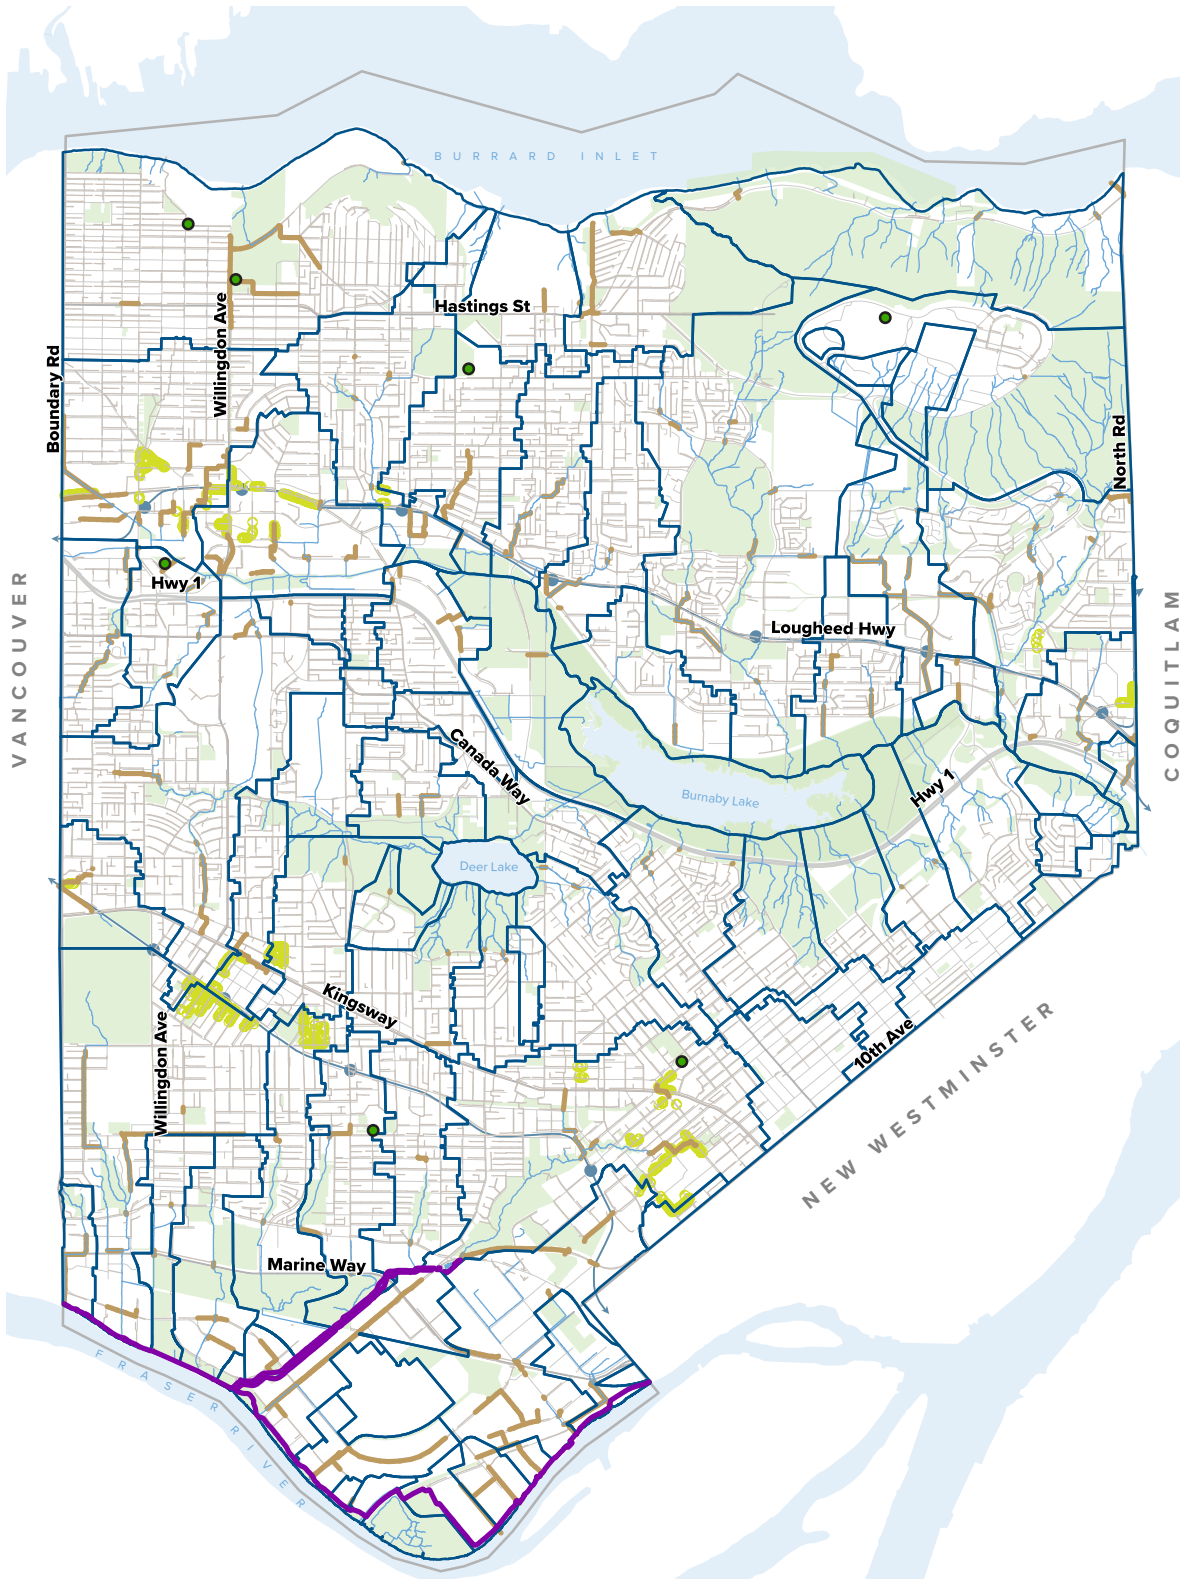 BURRARD INLET
Hastings St
Willingdon Ave
Boundary Rd
North Rd
Hwy 1
VANCOUVER
COQUITLAM
Lougheed Hwy
Canada Way
Hwy 1
Burnaby Lake
Deer Lake
Kingsway
Willingdon Ave
10th Ave
NEW WESTMINSTER
Marine Way
FRASER RIVER